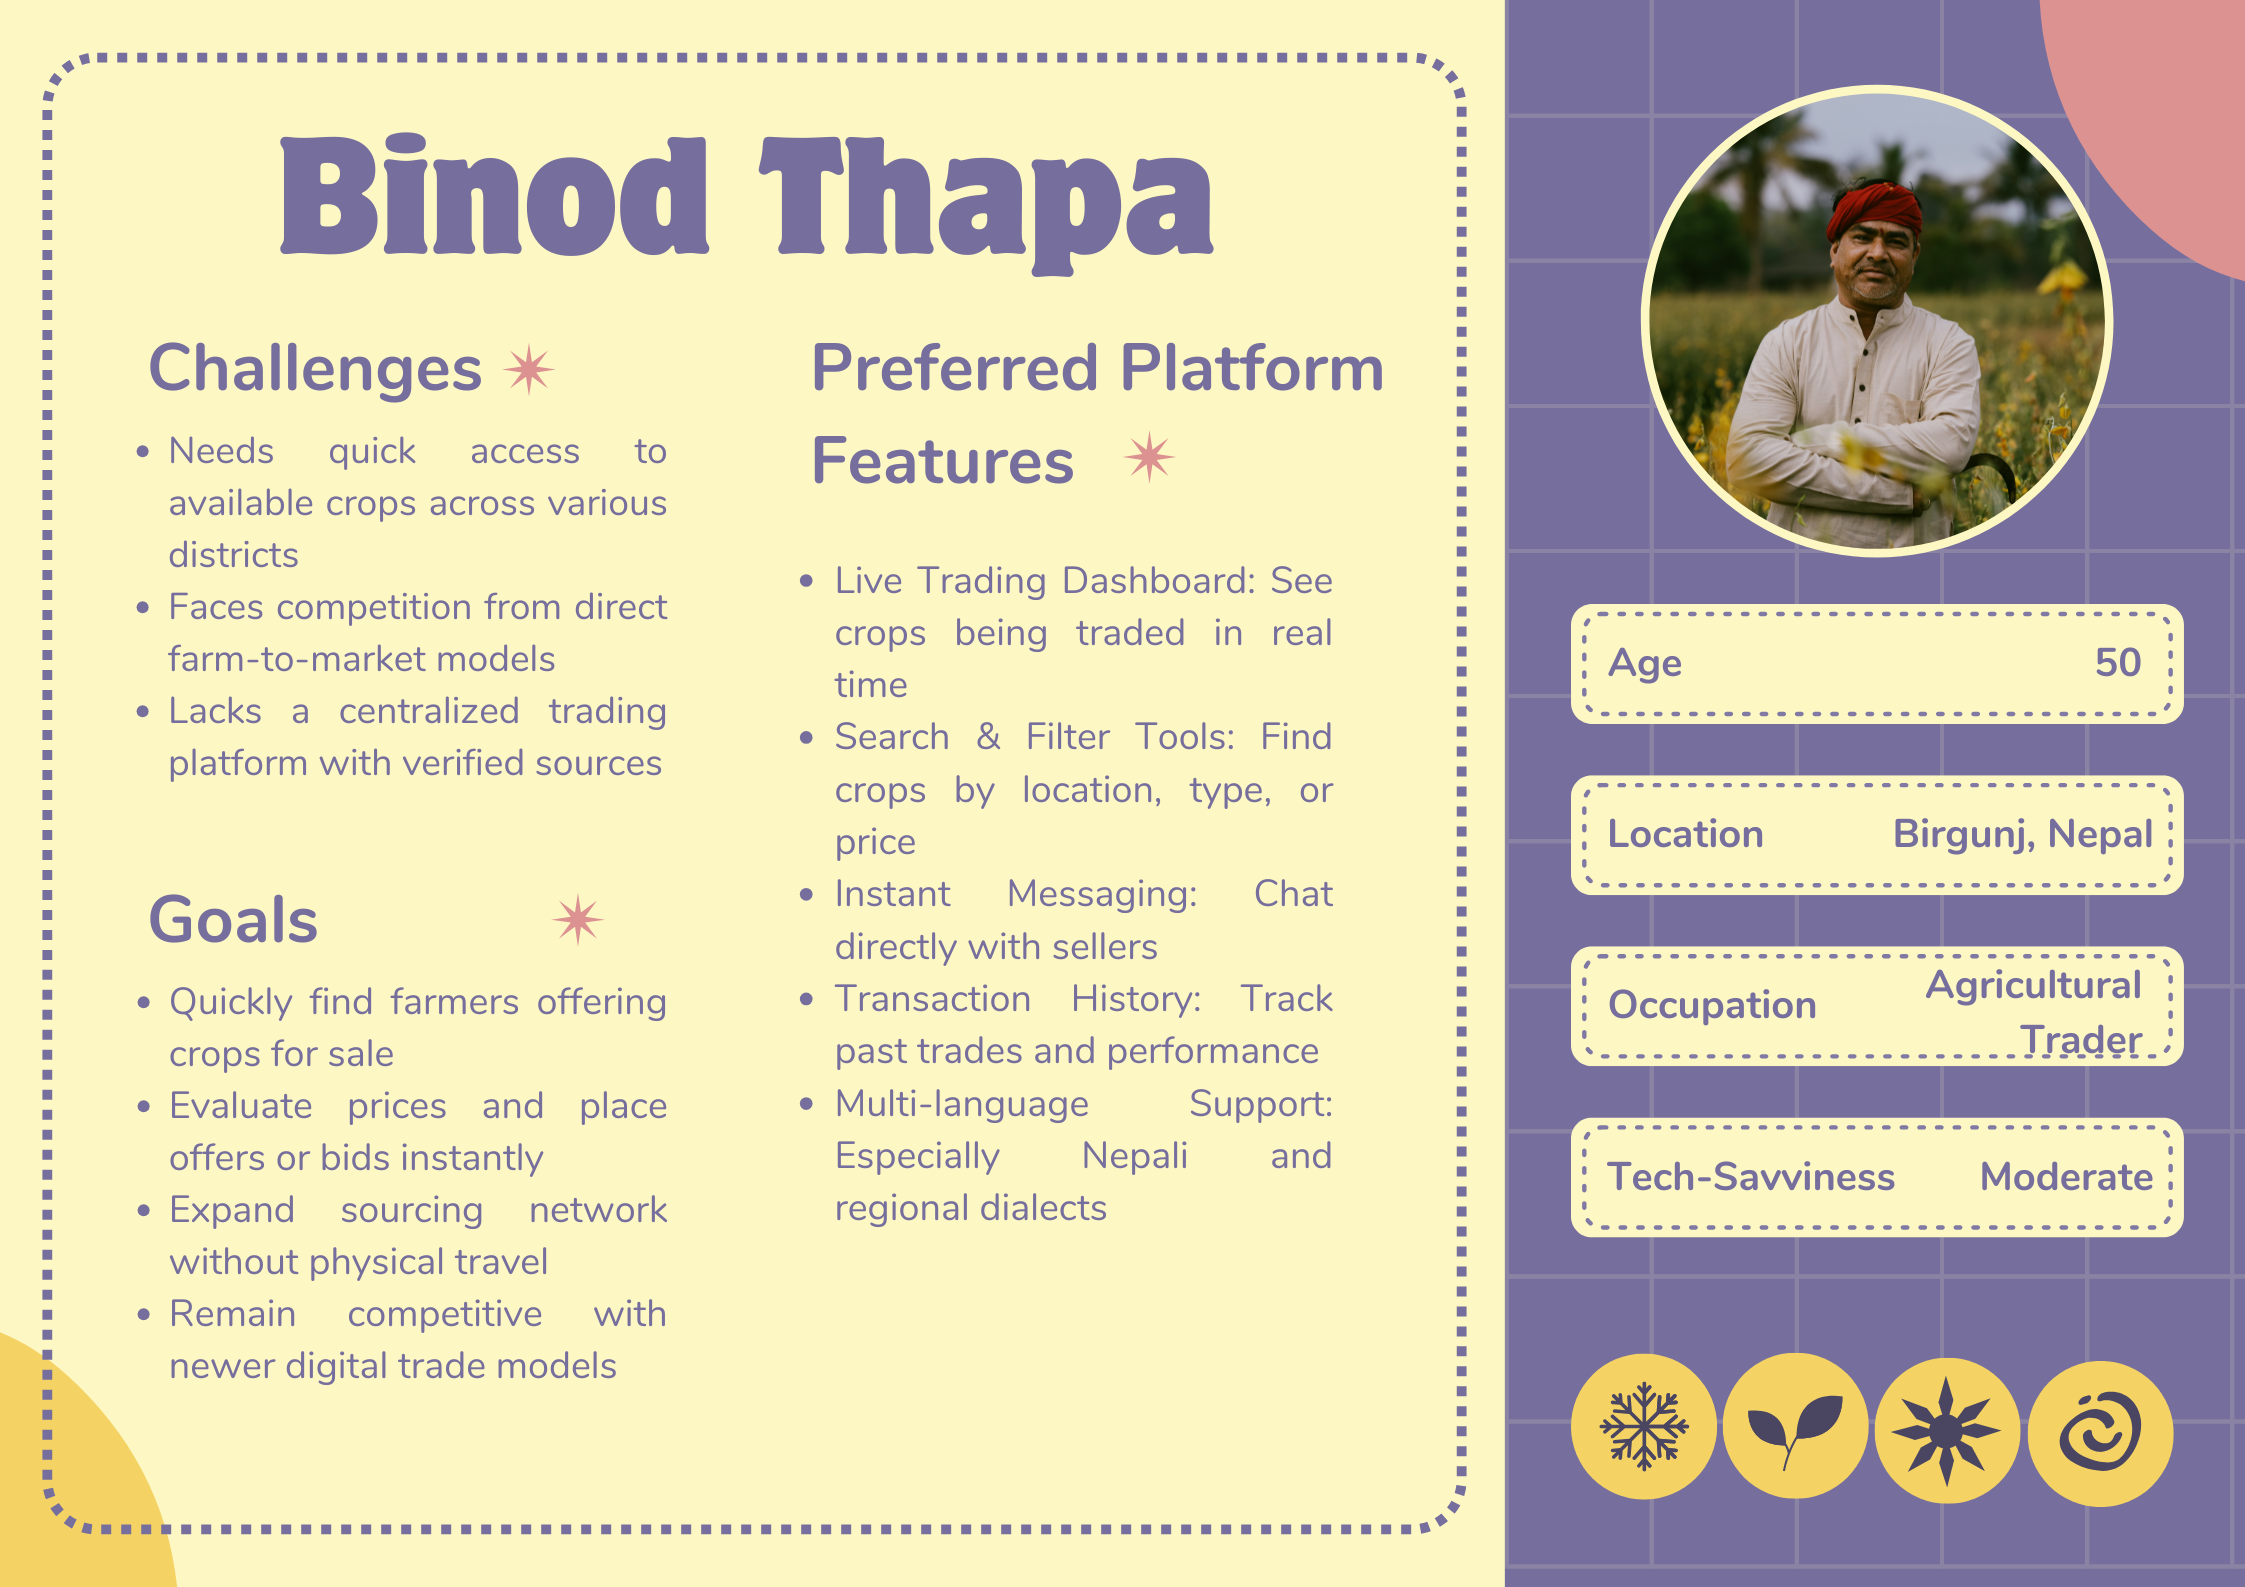 Binod Thapa
Challenges
• Needs quick access to
available crops across various
districts
• Faces competition from direct
farm-to-market models
• Lacks a centralized trading
platform with verified sources
Goals
• Quickly find farmers offering
crops for sale
• Evaluate prices and place
offers or bids instantly
• Expand sourcing network
without physical travel
• Remain competitive with
newer digital trade models
Preferred Platform
Features
• Live Trading Dashboard: See
crops being traded in real
time
• Search & Filter Tools: Find
crops by location, type, or
price
• Instant Messaging: Chat
directly with sellers
• Transaction History: Track
past trades and performance
• Multi-language Support:
Especially Nepali and
regional dialects
Age 50
Location Birgunj, Nepal
Occupation Agricultural
Trader
Tech-Savviness Moderate